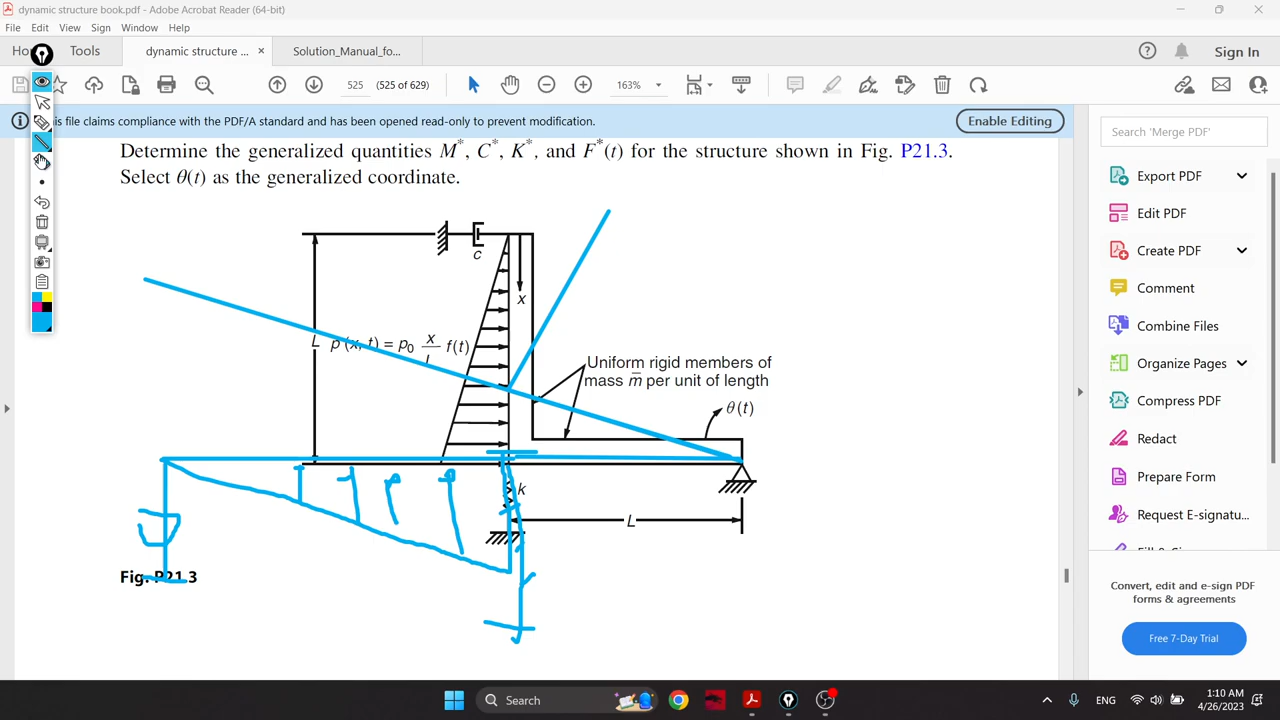 dynamic structure book.pdf - Adobe Acrobat Reader (64-bit)
File Edit View Sign Window Help
Tools dynamic structure ... × Solution_Manual_fo... Sign In
525 (525 of 629) 163%
file claims compliance with the PDF/A standard and has been opened read-only to prevent modification. Enable Editing
Search 'Merge PDF'
Determine the generalized quantities M*, C*, K*, and F*(t) for the structure shown in Fig. P21.3.
Select θ(t) as the generalized coordinate.
c
x
L p (x, t) = p₀ x/L f(t)
Uniform rigid members of
mass m̅ per unit of length
θ(t)
k
L
Fig. P21.3
Export PDF
Edit PDF
Create PDF
Comment
Combine Files
Organize Pages
Compress PDF
Redact
Prepare Form
Request E-signatu...
Convert, edit and e-sign PDF
forms & agreements
Free 7-Day Trial
Search
ENG
1:10 AM
4/26/2023